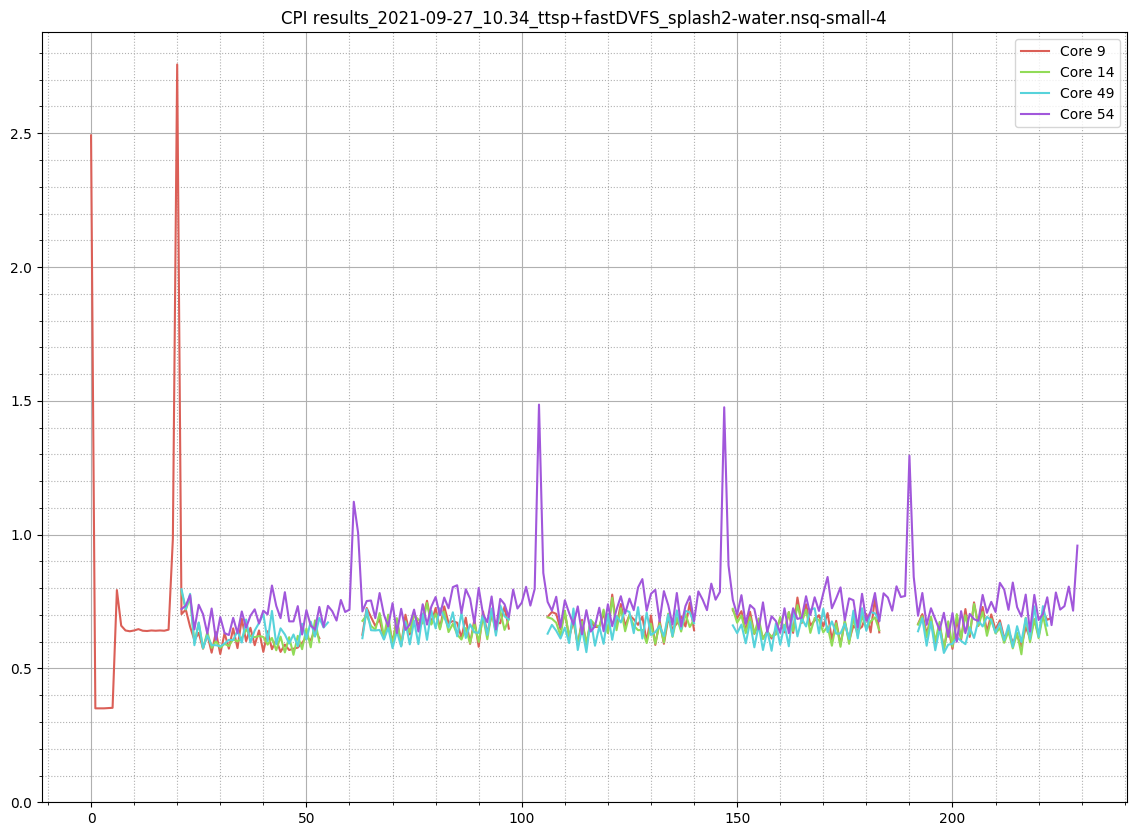 CPI results_2021-09-27_10.34_ttsp+fastDVFS_splash2-water.nsq-small-4
Core 9
Core 14
Core 49
Core 54
2.5
2.0
1.5
1.0
0.5
0.0
0 50 100 150 200